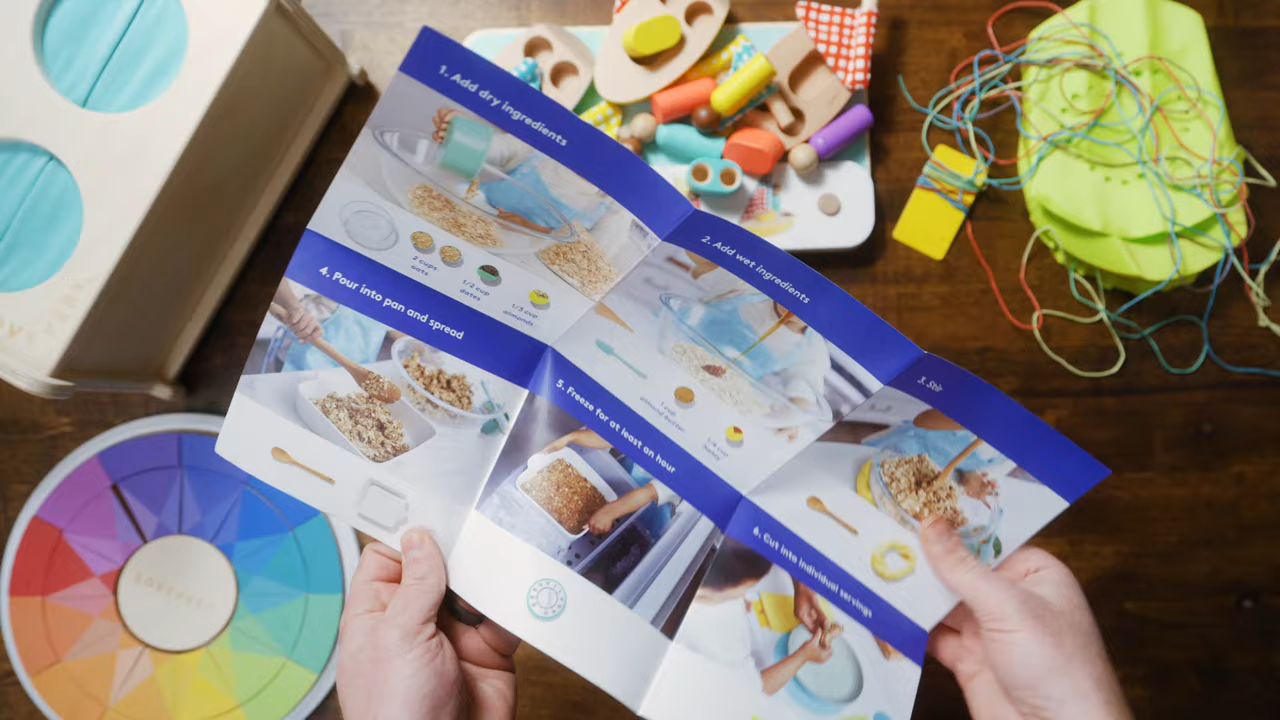 1. Add dry ingredients
2 cups
oats
1/2 cup
dates
1/3 cup
almonds
2. Add wet ingredients
1 cup
almond butter
1/4 cup
honey
3. Stir
4. Pour into pan and spread
5. Freeze for at least an hour
6. Cut into individual servings